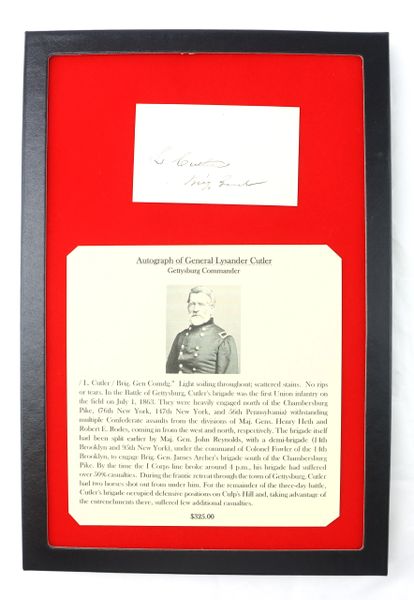 L Cutler
Brig. Gen Comdg
Autograph of General Lysander Cutler
Gettysburg Commander
/ L. Cutler / Brig. Gen Comdg." Light soiling throughout; scattered stains. No rips
or tears. In the Battle of Gettysburg, Cutler's brigade was the first Union infantry on
the field on July 1, 1863. They were heavily engaged north of the Chambersburg
Pike, (76th New York, 147th New York, and 56th Pennsylvania) withstanding
multiple Confederate assaults from the divisions of Maj. Gens. Henry Heth and
Robert E. Rodes, coming in from the west and north, respectively. The brigade itself
had been split earlier by Maj. Gen. John Reynolds, with a demi-brigade (14th
Brooklyn and 95th New York), under the command of Colonel Fowler of the 14th
Brooklyn, to engage Brig. Gen. James Archer's brigade south of the Chambersburg
Pike. By the time the I Corps line broke around 4 p.m., his brigade had suffered
over 50% casualties. During the frantic retreat through the town of Gettysburg, Cutler
had two horses shot out from under him. For the remainder of the three-day battle,
Cutler's brigade occupied defensive positions on Culp's Hill and, taking advantage of
the entrenchments there, suffered few additional casualties.
$325.00